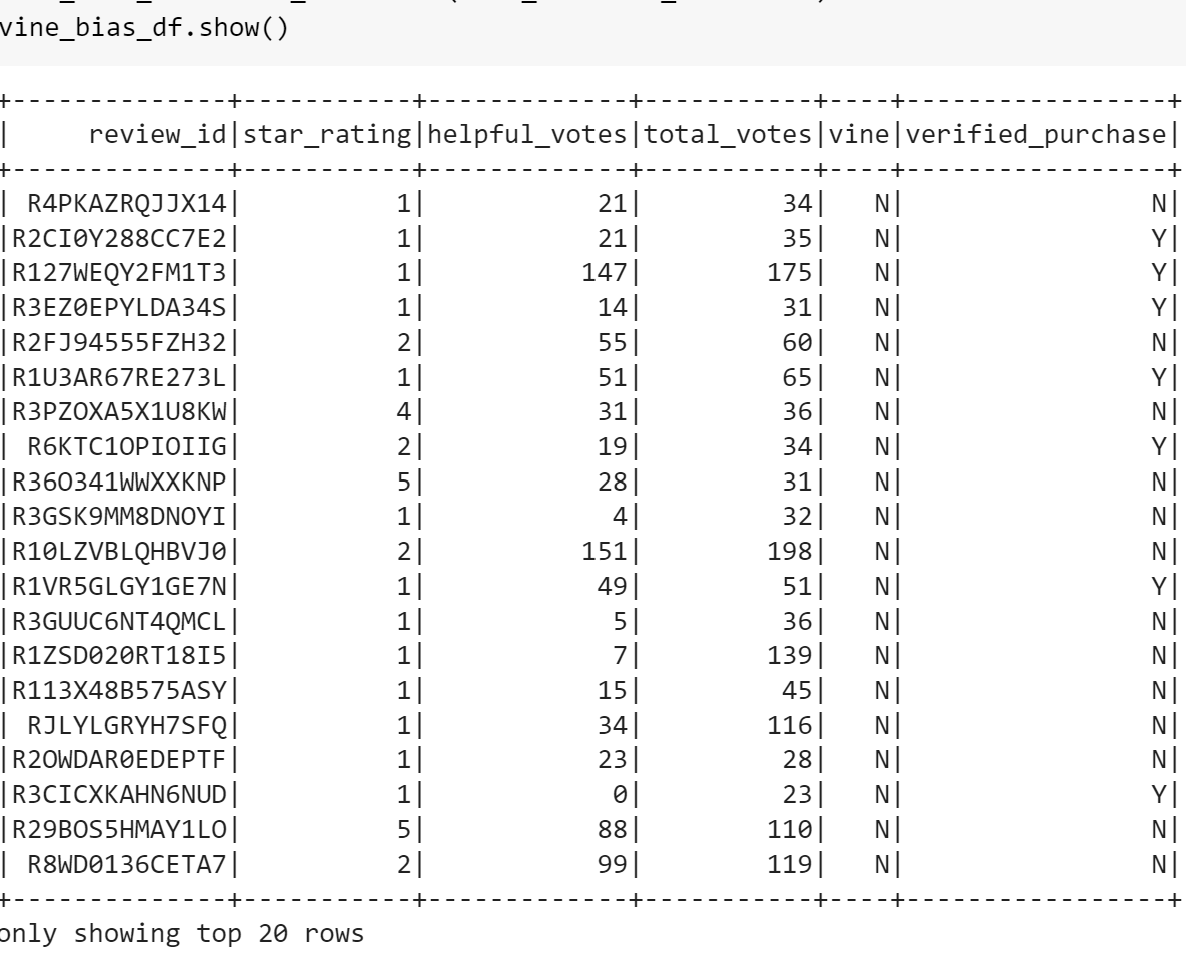 vine_bias_df.show()
+--------------+-----------+-------------+-----------+----+-----------------+
|     review_id|star_rating|helpful_votes|total_votes|vine|verified_purchase|
+--------------+-----------+-------------+-----------+----+-----------------+
| R4PKAZRQJJX14|          1|           21|         34|   N|                N|
|R2CI0Y288CC7E2|          1|           21|         35|   N|                Y|
|R127WEQY2FM1T3|          1|          147|        175|   N|                Y|
|R3EZ0EPYLDA34S|          1|           14|         31|   N|                Y|
|R2FJ94555FZH32|          2|           55|         60|   N|                N|
|R1U3AR67RE273L|          1|           51|         65|   N|                Y|
|R3PZOXA5X1U8KW|          4|           31|         36|   N|                N|
| R6KTC1OPIOIIG|          2|           19|         34|   N|                Y|
|R36O341WWXXKNP|          5|           28|         31|   N|                N|
|R3GSK9MM8DNOYI|          1|            4|         32|   N|                N|
|R10LZVBLQHBVJ0|          2|          151|        198|   N|                N|
|R1VR5GLGY1GE7N|          1|           49|         51|   N|                Y|
|R3GUUC6NT4QMCL|          1|            5|         36|   N|                N|
|R1ZSD020RT18I5|          1|            7|        139|   N|                N|
|R113X48B575ASY|          1|           15|         45|   N|                N|
| RJLYLGRYH7SFQ|          1|           34|        116|   N|                N|
|R2OWDAR0EDEPTF|          1|           23|         28|   N|                N|
|R3CICXKAHN6NUD|          1|            0|         23|   N|                Y|
|R29BOS5HMAY1LO|          5|           88|        110|   N|                N|
| R8WD0136CETA7|          2|           99|        119|   N|                N|
+--------------+-----------+-------------+-----------+----+-----------------+
only showing top 20 rows